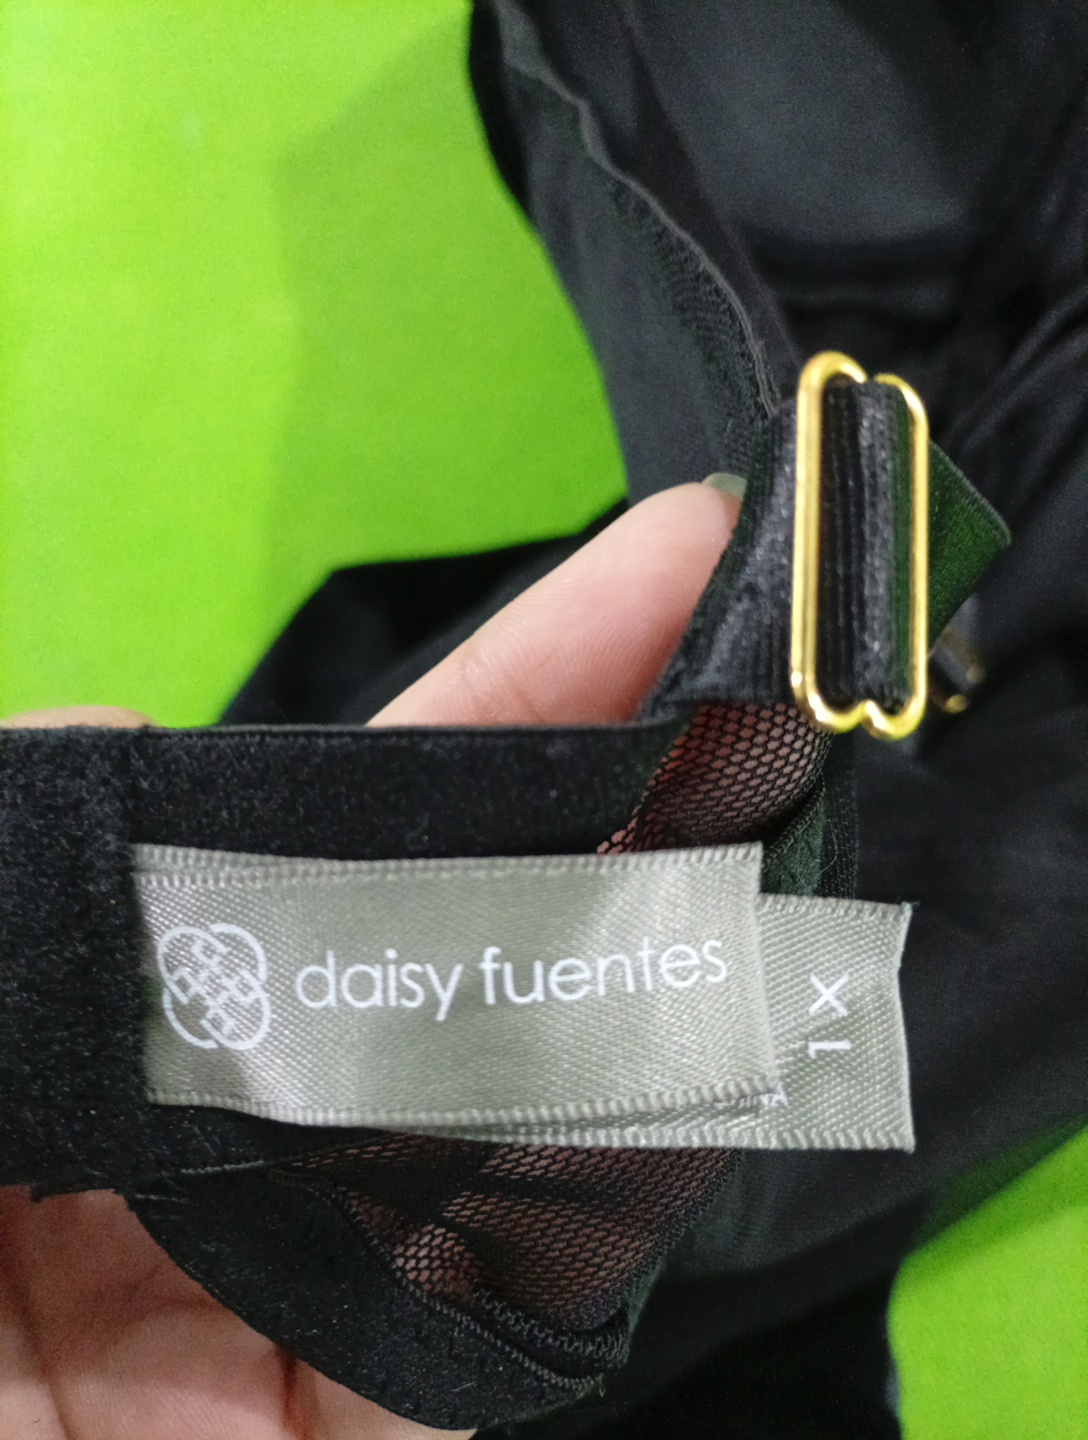 daisy fuentes
1X